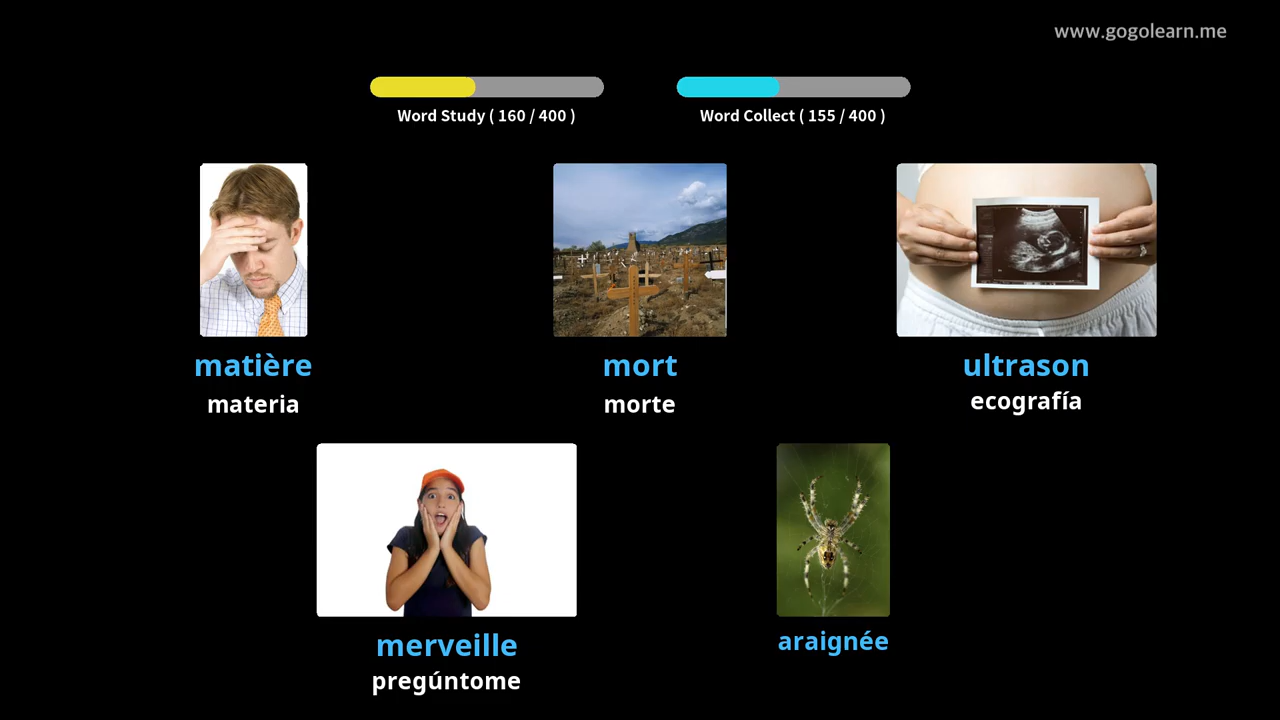 www.gogolearn.me
Word Study ( 160 / 400 )
Word Collect ( 155 / 400 )
matière
materia
mort
morte
ultrason
ecografía
merveille
pregúntome
araignée